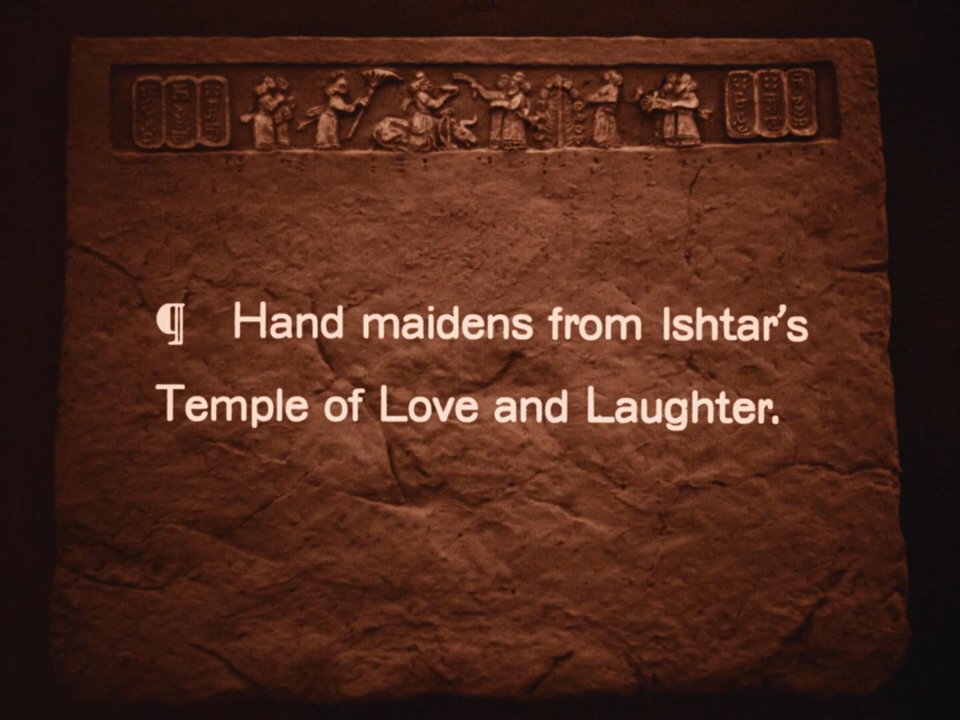 ¶ Hand maidens from Ishtar's
Temple of Love and Laughter.